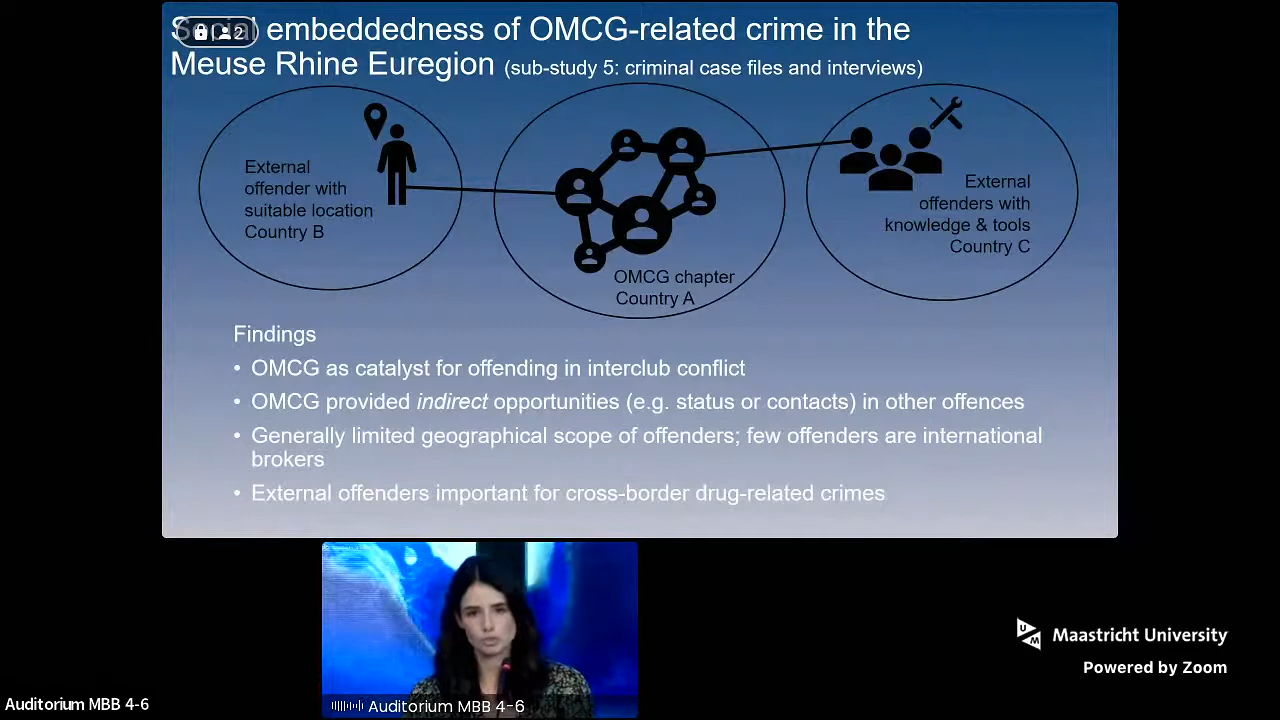 Social embeddedness of OMCG-related crime in the
Meuse Rhine Euregion (sub-study 5: criminal case files and interviews)
2
External
offender with
suitable location
Country B
OMCG chapter
Country A
External
offenders with
knowledge & tools
Country C
Findings
• OMCG as catalyst for offending in interclub conflict
• OMCG provided indirect opportunities (e.g. status or contacts) in other offences
• Generally limited geographical scope of offenders; few offenders are international
brokers
• External offenders important for cross-border drug-related crimes
UM
Maastricht University
Powered by Zoom
Auditorium MBB 4-6
Auditorium MBB 4-6